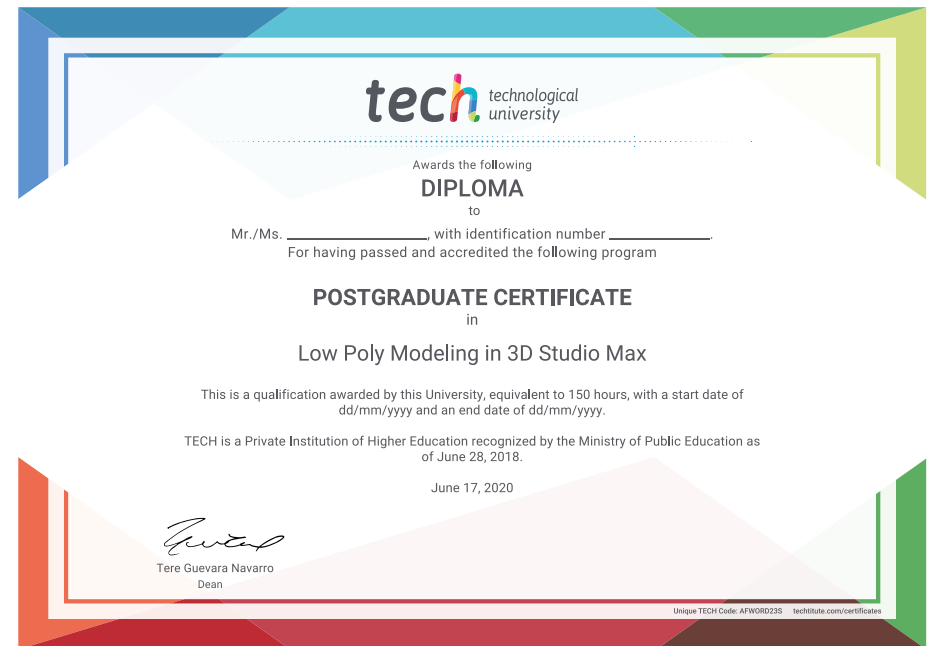 tech technological
university
Awards the following
DIPLOMA
to
Mr./Ms. ____________________, with identification number ______________.
For having passed and accredited the following program
POSTGRADUATE CERTIFICATE
in
Low Poly Modeling in 3D Studio Max
This is a qualification awarded by this University, equivalent to 150 hours, with a start date of
dd/mm/yyyy and an end date of dd/mm/yyyy.
TECH is a Private Institution of Higher Education recognized by the Ministry of Public Education as
of June 28, 2018.
June 17, 2020
Tere Guevara Navarro
Dean
Unique TECH Code: AFWORD23S techtitute.com/certificates